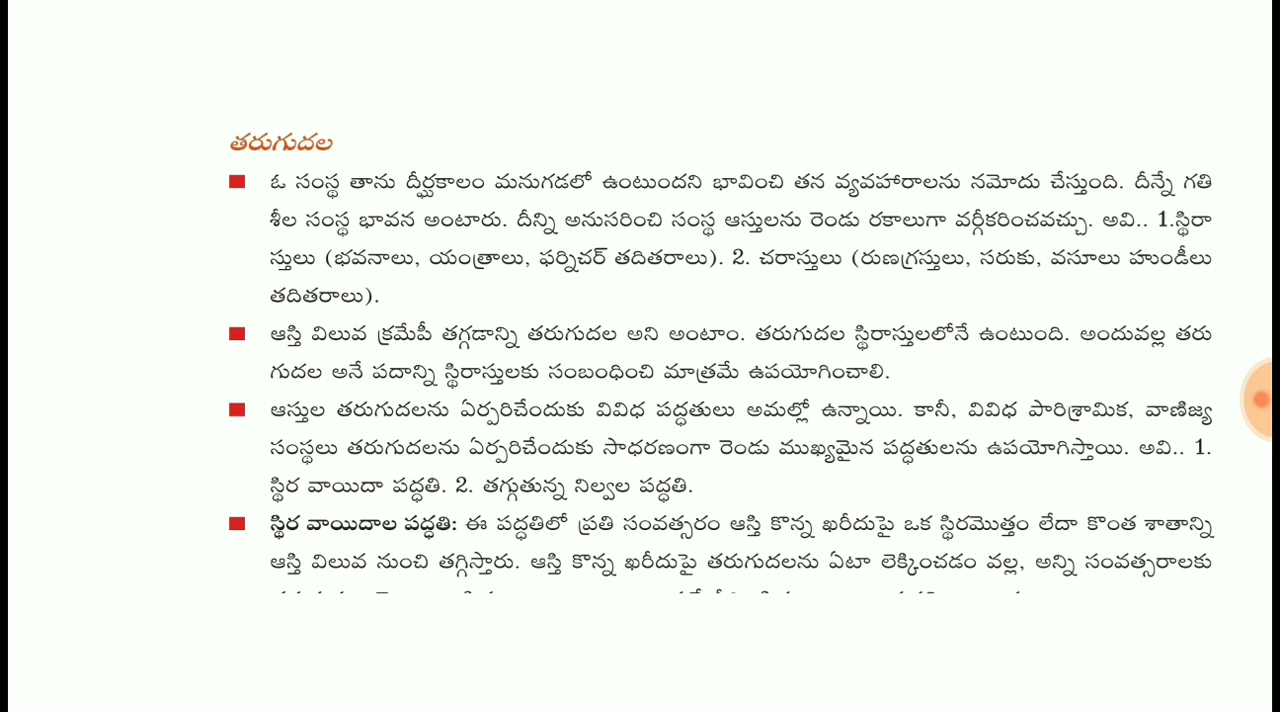 తరుగుదల
ఓ సంస్థ తాను దీర్ఘకాలం మనుగడలో ఉంటుందని భావించి తన వ్యవహారాలను నమోదు చేస్తుంది. దీన్నే గతి
శీల సంస్థ భావన అంటారు. దీన్ని అనుసరించి సంస్థ ఆస్తులను రెండు రకాలుగా వర్గీకరించవచ్చు. అవి.. 1.స్థిరా
స్తులు (భవనాలు, యంత్రాలు, ఫర్నిచర్ తదితరాలు). 2. చరాస్తులు (రుణగ్రస్తులు, సరుకు, వసూలు హుండీలు
తదితరాలు).
ఆస్తి విలువ క్రమేపీ తగ్గడాన్ని తరుగుదల అని అంటాం. తరుగుదల స్థిరాస్తులలోనే ఉంటుంది. అందువల్ల తరు
గుదల అనే పదాన్ని స్థిరాస్తులకు సంబంధించి మాత్రమే ఉపయోగించాలి.
ఆస్తుల తరుగుదలను ఏర్పరిచేందుకు వివిధ పద్ధతులు అమల్లో ఉన్నాయి. కానీ, వివిధ పారిశ్రామిక, వాణిజ్య
సంస్థలు తరుగుదలను ఏర్పరిచేందుకు సాధరణంగా రెండు ముఖ్యమైన పద్ధతులను ఉపయోగిస్తాయి. అవి.. 1.
స్థిర వాయిదా పద్ధతి. 2. తగ్గుతున్న నిల్వల పద్ధతి.
స్థిర వాయిదాల పద్ధతి: ఈ పద్ధతిలో ప్రతి సంవత్సరం ఆస్తి కొన్న ఖరీదుపై ఒక స్థిరమొత్తం లేదా కొంత శాతాన్ని
ఆస్తి విలువ నుంచి తగ్గిస్తారు. ఆస్తి కొన్న ఖరీదుపై తరుగుదలను ఏటా లెక్కించడం వల్ల, అన్ని సంవత్సరాలకు